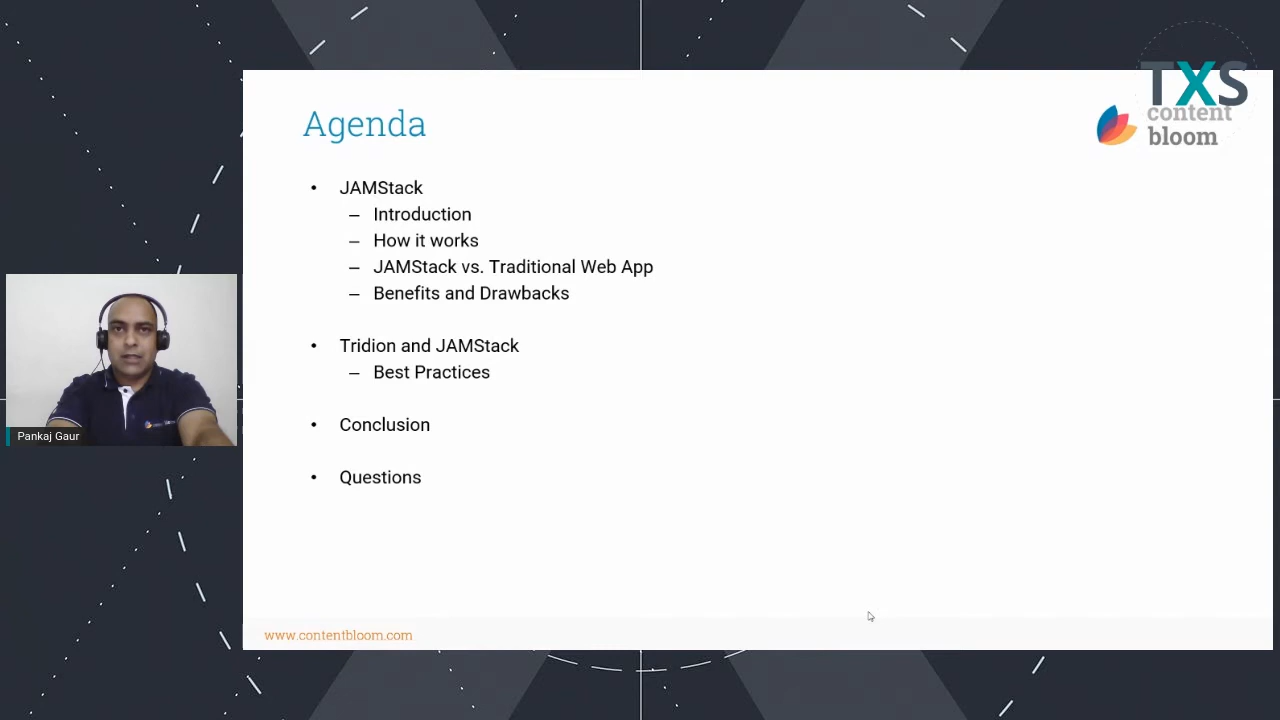 TXS
content
bloom
Agenda
• JAMStack
– Introduction
– How it works
– JAMStack vs. Traditional Web App
– Benefits and Drawbacks
• Tridion and JAMStack
– Best Practices
• Conclusion
• Questions
Pankaj Gaur
www.contentbloom.com